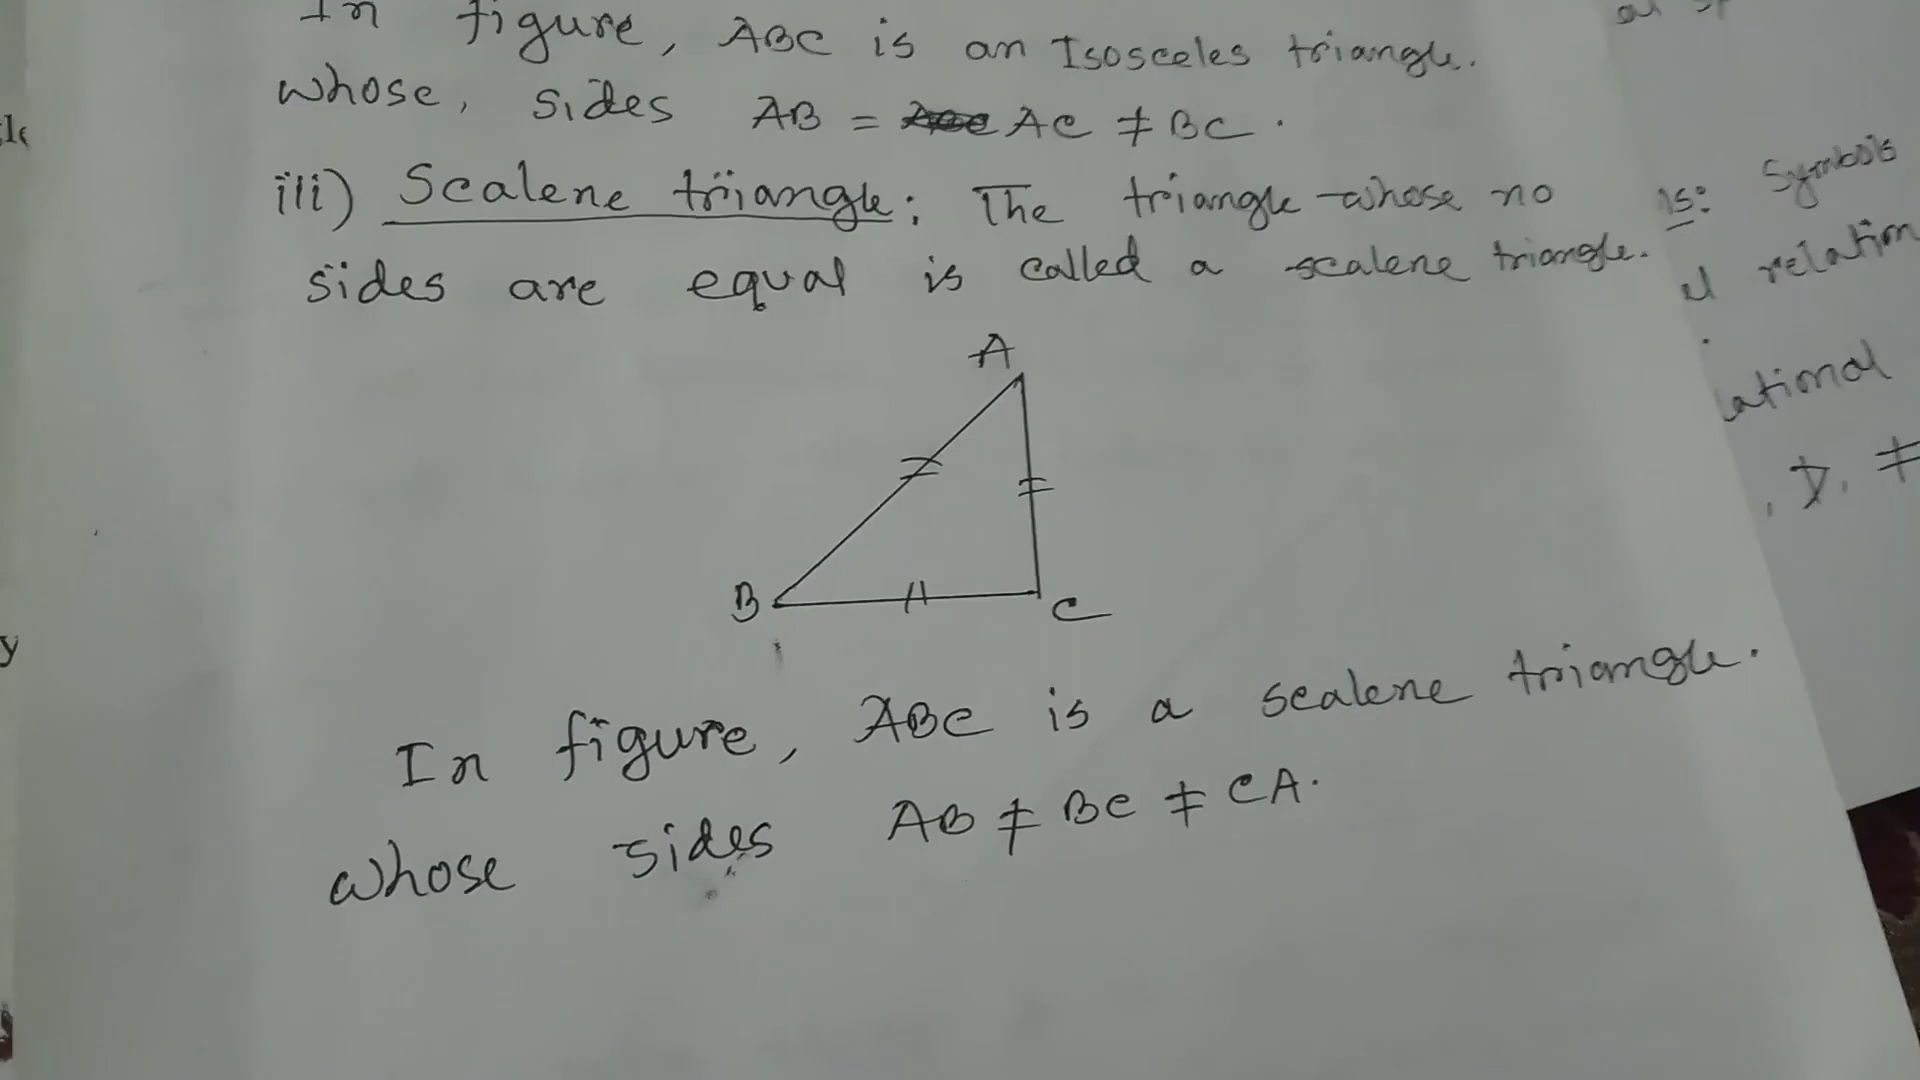 In figure, ABC is an Isosceles triangle.
whose, sides AB = AC ≠ BC.
iii) Scalene triangle: The triangle whose no
sides are equal is called a scalene triangle.
A
B
C
In figure, ABC is a scalene triangle.
whose sides AB ≠ BC ≠ CA.
is: Symbols
relation
ational
≠
y